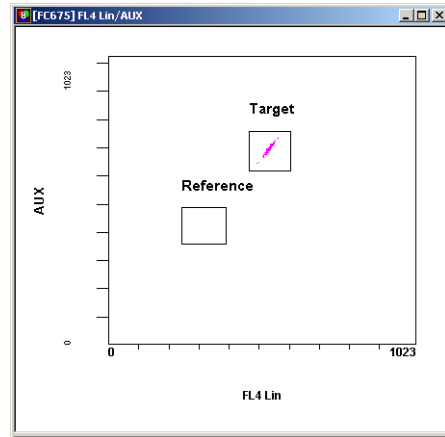 [FC675] FL4 Lin/AUX
1023
Target
Reference
AUX
0
0 1023
FL4 Lin